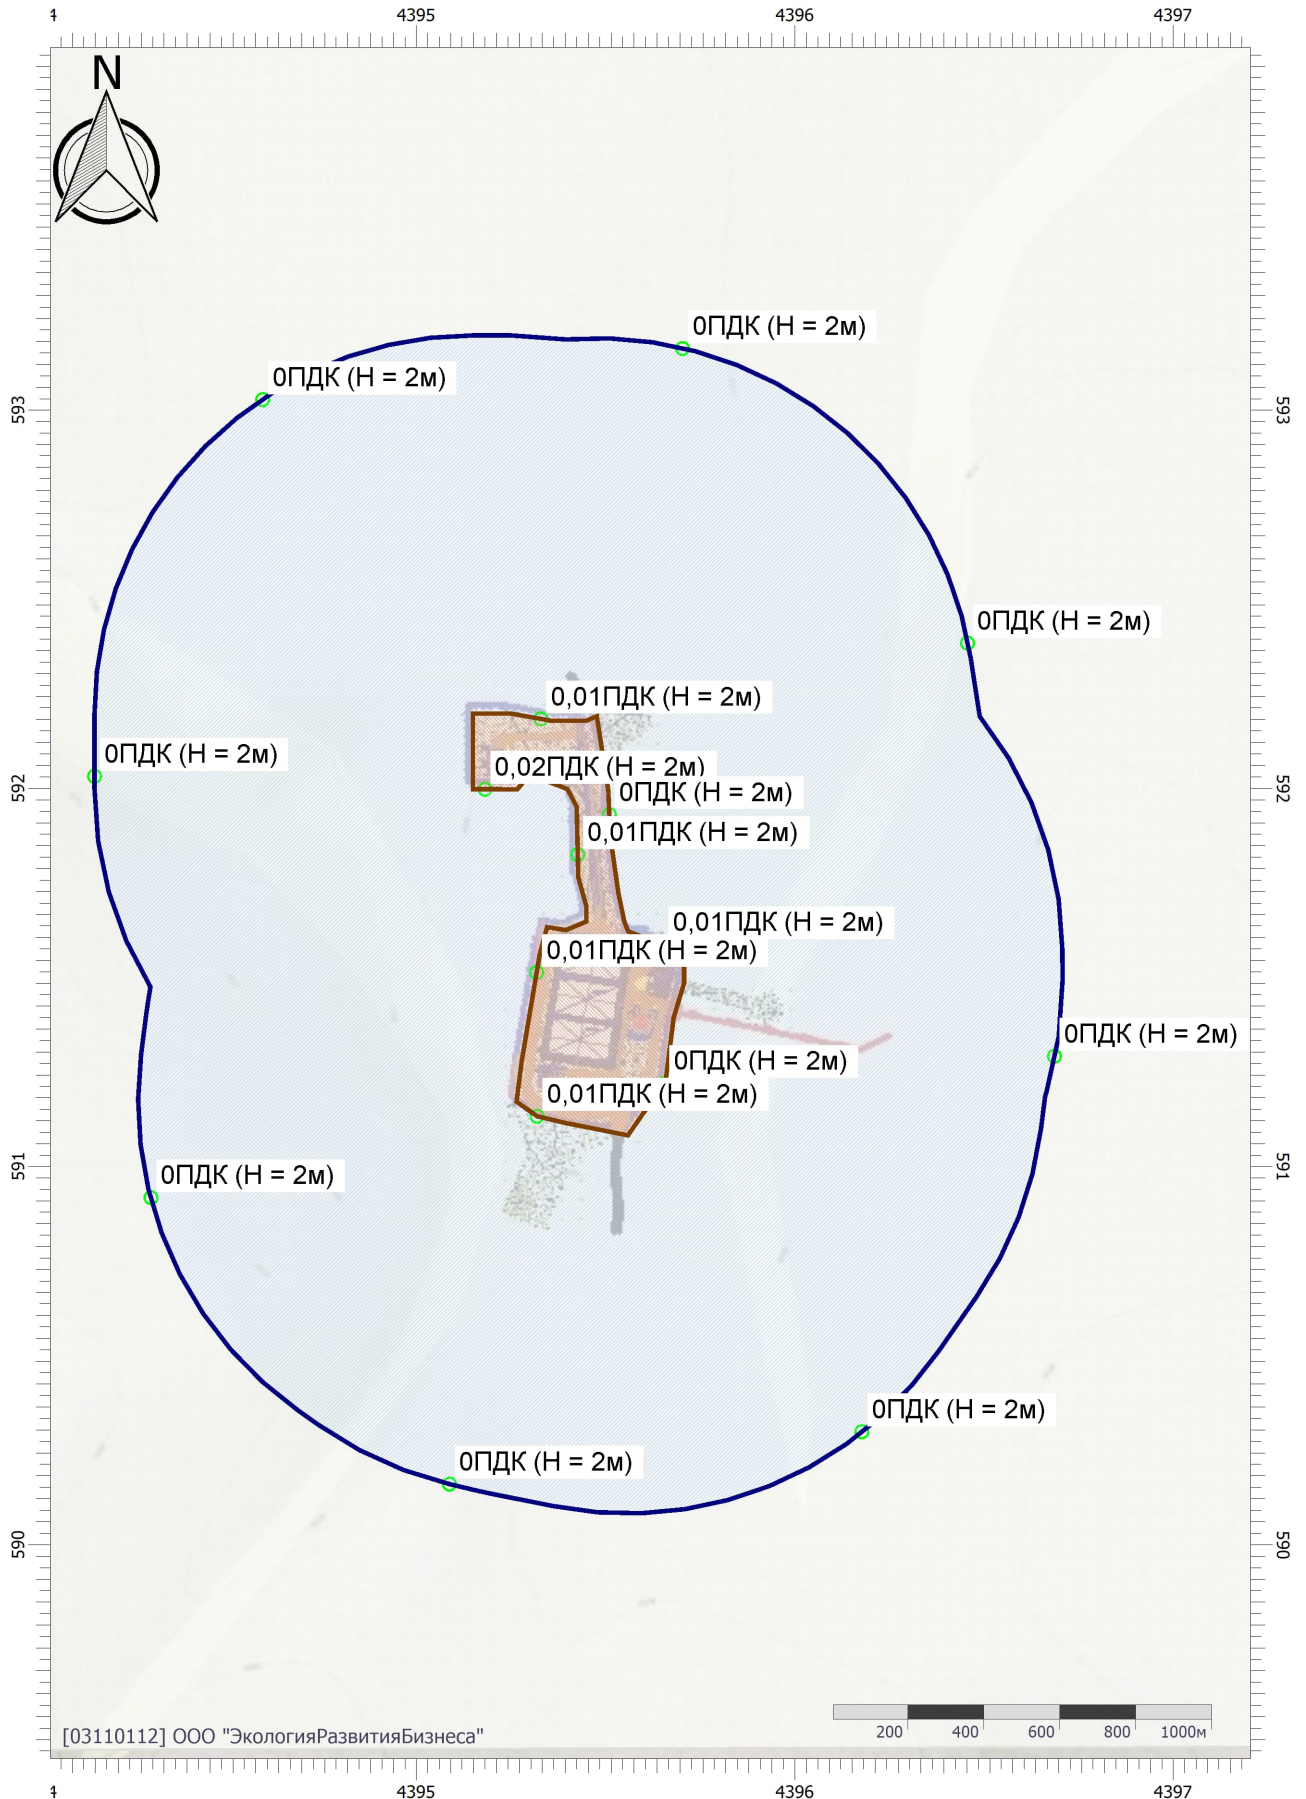 4
4395
4396
4397
N
0ПДК (Н = 2м)
0ПДК (Н = 2м)
593
593
0ПДК (Н = 2м)
0,01ПДК (Н = 2м)
0ПДК (Н = 2м)
0,02ПДК (Н = 2м)
592
592
0ПДК (Н = 2м)
0,01ПДК (Н = 2м)
0,01ПДК (Н = 2м)
0,01ПДК (Н = 2м)
0ПДК (Н = 2м)
0ПДК (Н = 2м)
0,01ПДК (Н = 2м)
591
591
0ПДК (Н = 2м)
0ПДК (Н = 2м)
0ПДК (Н = 2м)
590
590
200 400 600 800 1000м
[03110112] ООО "ЭкологияРазвитияБизнеса"
4
4395
4396
4397